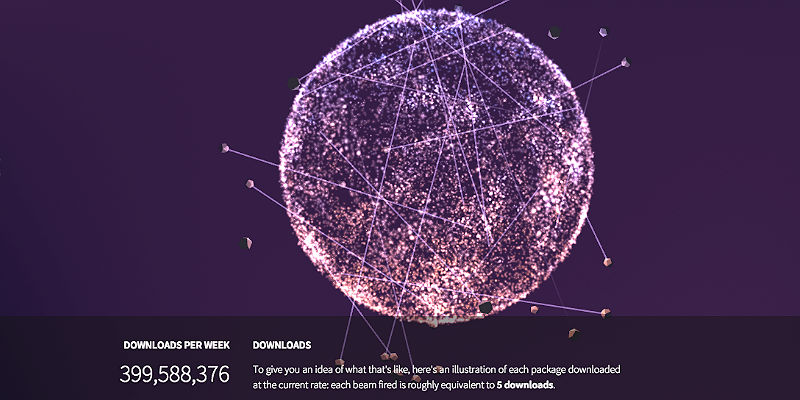 DOWNLOADS PER WEEK
399,588,376
DOWNLOADS
To give you an idea of what that's like, here's an illustration of each package downloaded
at the current rate: each beam fired is roughly equivalent to 5 downloads.